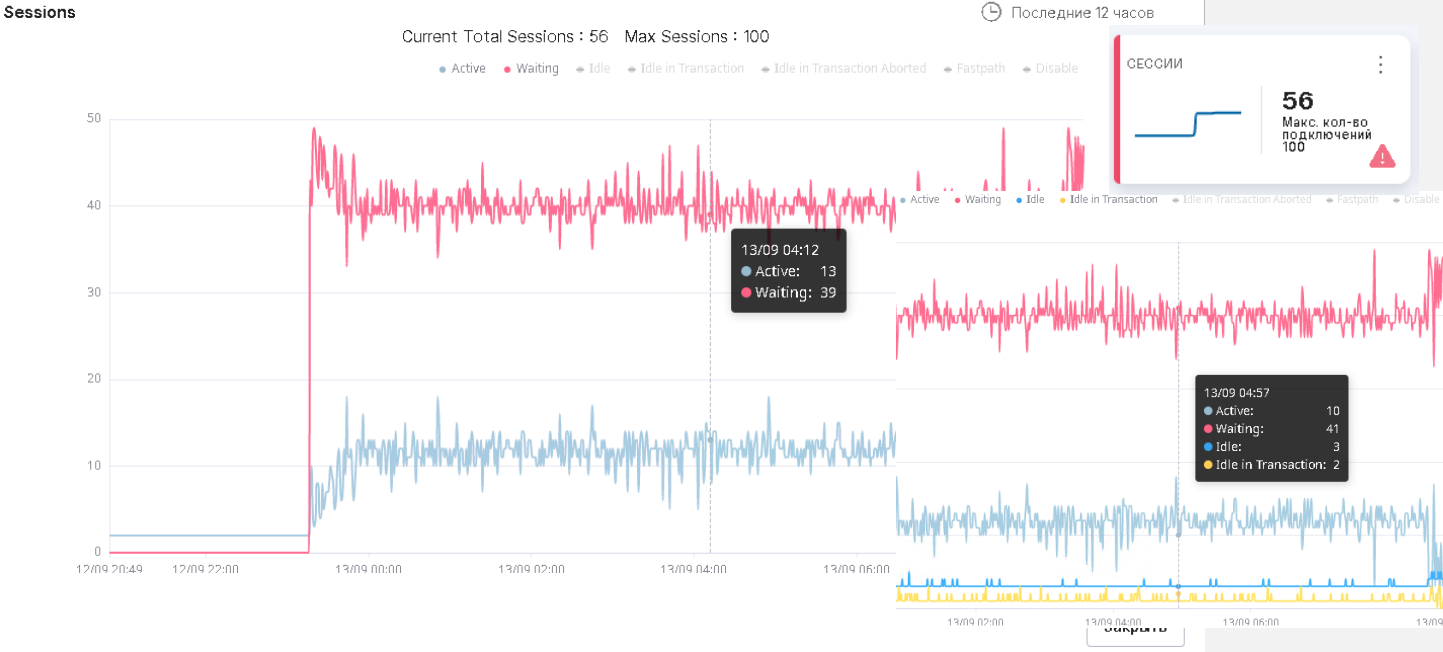 Sessions
Последние 12 часов
Current Total Sessions : 56 Max Sessions : 100
Active Waiting Idle Idle in Transaction Idle in Transaction Aborted Fastpath Disable
СЕССИИ
56
Макс. кол-во
подключений
100
50
40
30
20
10
0
12/09 20:49 12/09 22:00 13/09 00:00 13/09 02:00 13/09 04:00 13/09 06:00
13/09 04:12
Active: 13
Waiting: 39
Active Waiting Idle Idle in Transaction Idle in Transaction Aborted Fastpath Disable
13/09 04:57
Active: 10
Waiting: 41
Idle: 3
Idle in Transaction: 2
13/09 02:00 13/09 04:00 13/09 06:00 13/09
Закрыть